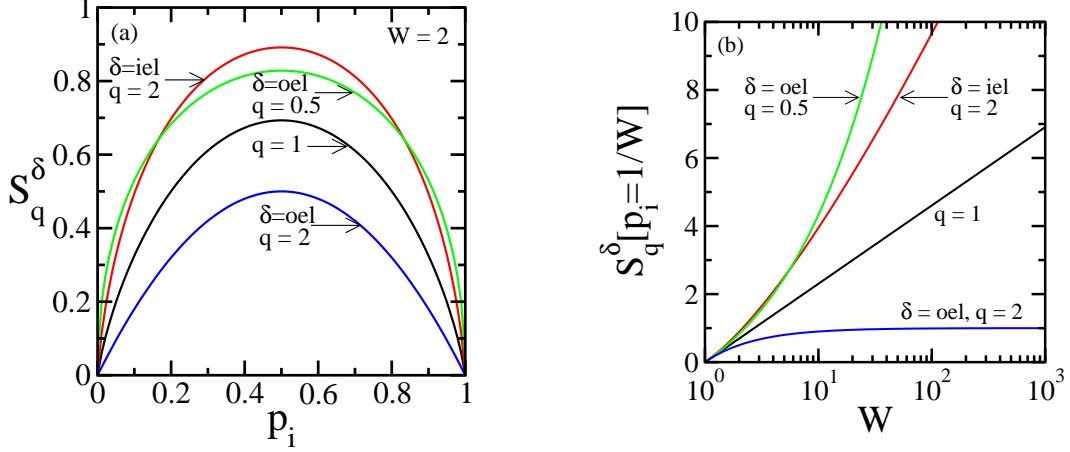 (a)
W = 2
δ=iel
q = 2
δ=oel
q = 0.5
q = 1
δ=oel
q = 2
1
0.8
0.6
0.4
0.2
0
0 0.2 0.4 0.6 0.8 1
S_q^δ
p_i
(b)
δ = oel
q = 0.5
δ = iel
q = 2
q = 1
δ = oel, q = 2
10
8
6
4
2
0
10^0 10^1 10^2 10^3
S_q^δ[p_i=1/W]
W